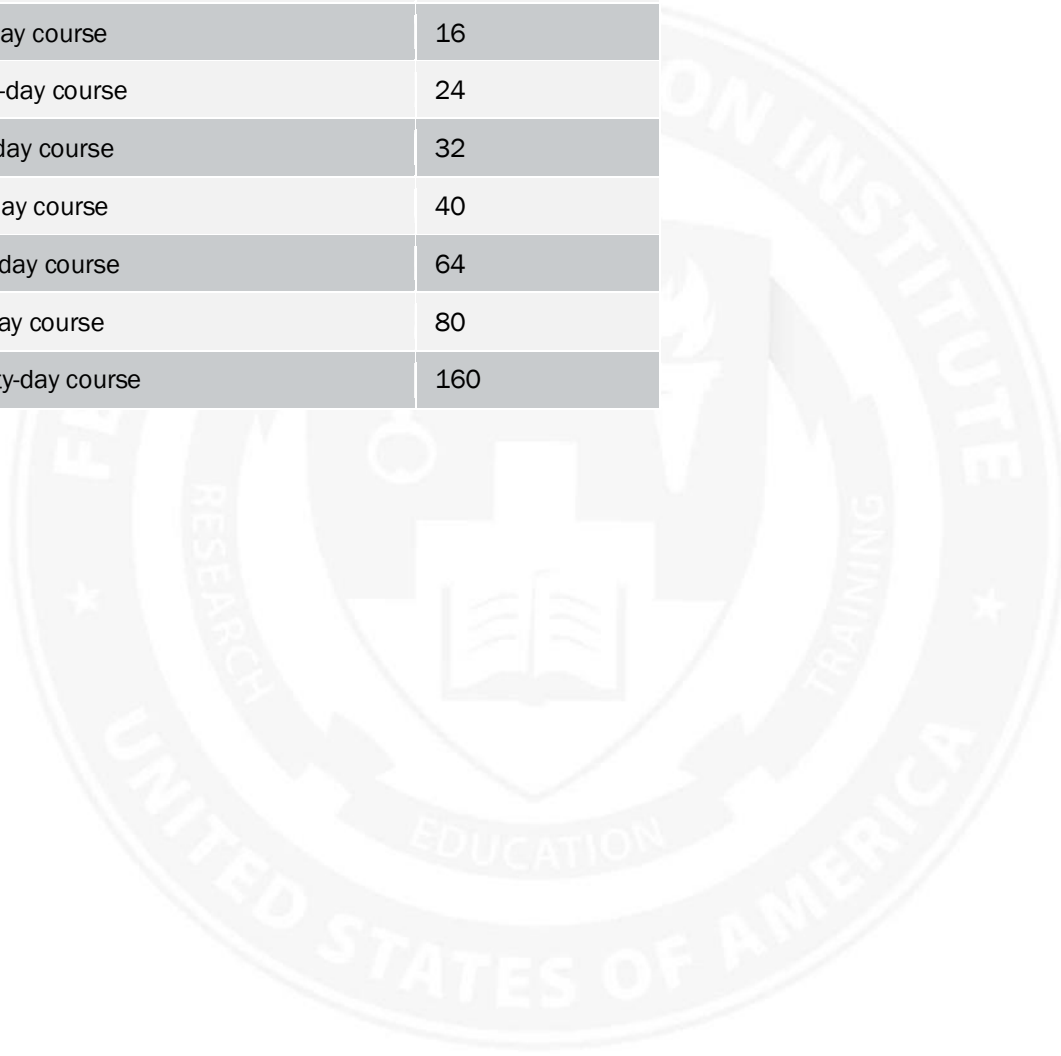 ay course 16
-day course 24
day course 32
ay course 40
day course 64
ay course 80
ty-day course 160
ON INSTITUTE
RESEARCH
TRAINING
EDUCATION
UNITED STATES OF AMERICA